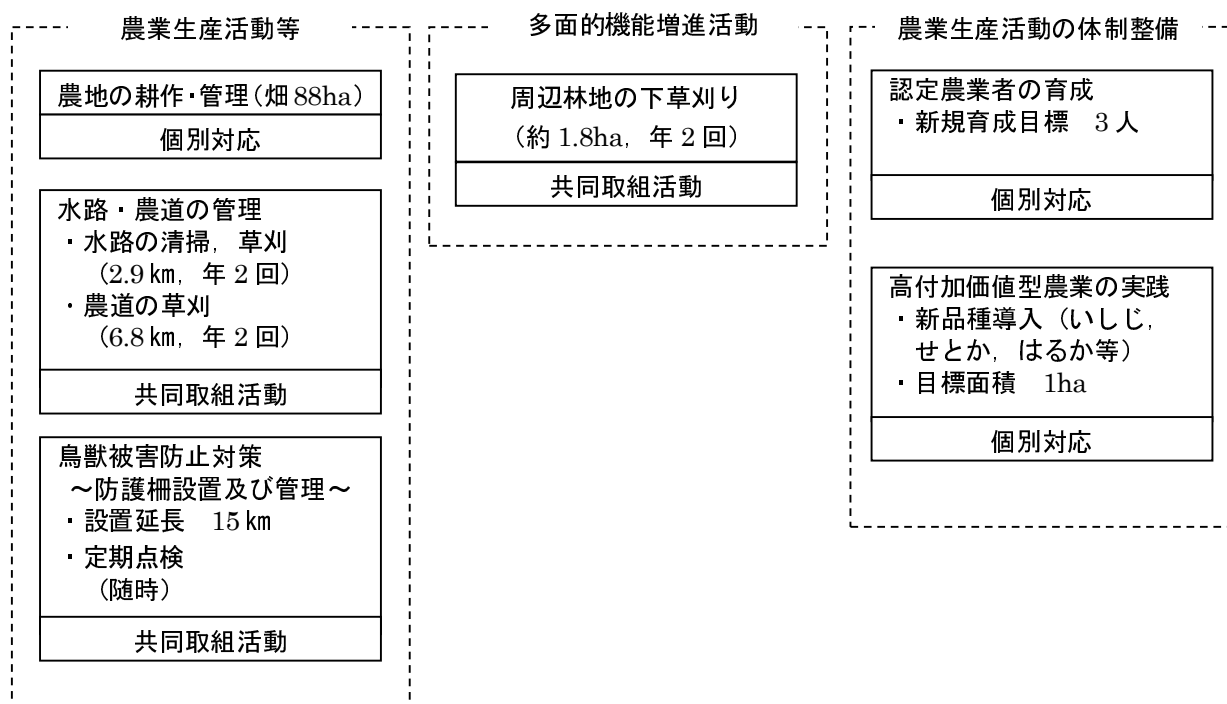 農業生産活動等
農地の耕作・管理(畑88ha)
個別対応
水路・農道の管理
・水路の清掃，草刈
(2.9㎞，年2回)
・農道の草刈
(6.8㎞，年2回)
共同取組活動
鳥獣被害防止対策
～防護柵設置及び管理～
・設置延長 15㎞
・定期点検
(随時)
共同取組活動
多面的機能増進活動
周辺林地の下草刈り
(約1.8ha，年2回)
共同取組活動
農業生産活動の体制整備
認定農業者の育成
・新規育成目標 3人
個別対応
高付加価値型農業の実践
・新品種導入（いしじ，
せとか，はるか等）
・目標面積 1ha
個別対応